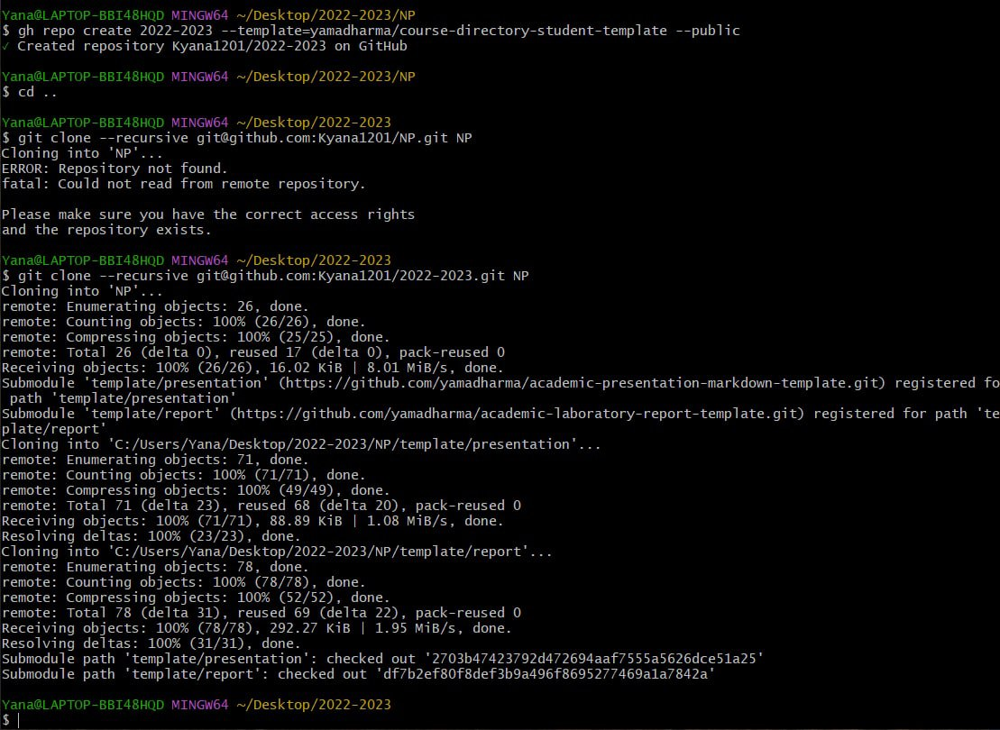 Yana@LAPTOP-BBI48HQD MINGW64 ~/Desktop/2022-2023/NP
$ gh repo create 2022-2023 --template=yamadharma/course-directory-student-template --public
✓ Created repository Kyana1201/2022-2023 on GitHub
Yana@LAPTOP-BBI48HQD MINGW64 ~/Desktop/2022-2023/NP
$ cd ..
Yana@LAPTOP-BBI48HQD MINGW64 ~/Desktop/2022-2023
$ git clone --recursive git@github.com:Kyana1201/NP.git NP
Cloning into 'NP'...
ERROR: Repository not found.
fatal: Could not read from remote repository.
Please make sure you have the correct access rights
and the repository exists.
Yana@LAPTOP-BBI48HQD MINGW64 ~/Desktop/2022-2023
$ git clone --recursive git@github.com:Kyana1201/2022-2023.git NP
Cloning into 'NP'...
remote: Enumerating objects: 26, done.
remote: Counting objects: 100% (26/26), done.
remote: Compressing objects: 100% (25/25), done.
remote: Total 26 (delta 0), reused 17 (delta 0), pack-reused 0
Receiving objects: 100% (26/26), 16.02 KiB | 8.01 MiB/s, done.
Submodule 'template/presentation' (https://github.com/yamadharma/academic-presentation-markdown-template.git) registered fo
r path 'template/presentation'
Submodule 'template/report' (https://github.com/yamadharma/academic-laboratory-report-template.git) registered for path 'te
mplate/report'
Cloning into 'C:/Users/Yana/Desktop/2022-2023/NP/template/presentation'...
remote: Enumerating objects: 71, done.
remote: Counting objects: 100% (71/71), done.
remote: Compressing objects: 100% (49/49), done.
remote: Total 71 (delta 23), reused 68 (delta 20), pack-reused 0
Receiving objects: 100% (71/71), 88.89 KiB | 1.08 MiB/s, done.
Resolving deltas: 100% (23/23), done.
Cloning into 'C:/Users/Yana/Desktop/2022-2023/NP/template/report'...
remote: Enumerating objects: 78, done.
remote: Counting objects: 100% (78/78), done.
remote: Compressing objects: 100% (52/52), done.
remote: Total 78 (delta 31), reused 69 (delta 22), pack-reused 0
Receiving objects: 100% (78/78), 292.27 KiB | 1.95 MiB/s, done.
Resolving deltas: 100% (31/31), done.
Submodule path 'template/presentation': checked out '2703b47423792d472694aaf7555a5626dce51a25'
Submodule path 'template/report': checked out 'df7b2ef80f8def3b9a496f8695277469a1a7842a'
Yana@LAPTOP-BBI48HQD MINGW64 ~/Desktop/2022-2023
$